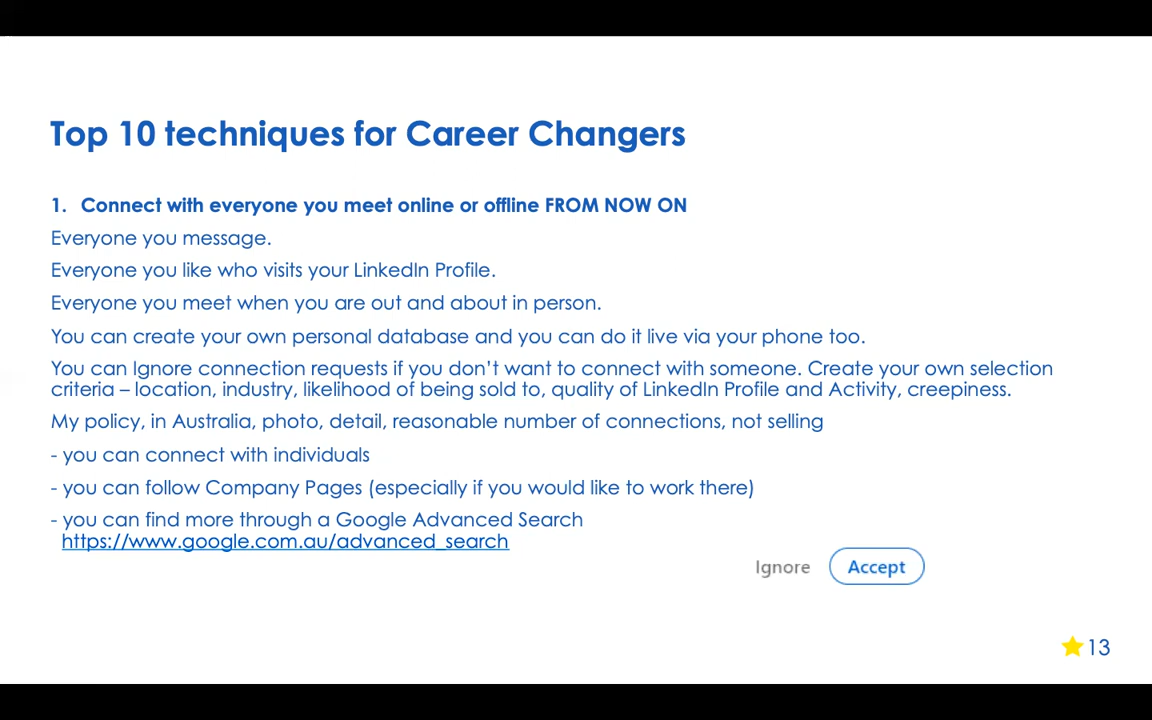 Top 10 techniques for Career Changers
1. Connect with everyone you meet online or offline FROM NOW ON
Everyone you message.
Everyone you like who visits your LinkedIn Profile.
Everyone you meet when you are out and about in person.
You can create your own personal database and you can do it live via your phone too.
You can Ignore connection requests if you don’t want to connect with someone. Create your own selection
criteria – location, industry, likelihood of being sold to, quality of LinkedIn Profile and Activity, creepiness.
My policy, in Australia, photo, detail, reasonable number of connections, not selling
- you can connect with individuals
- you can follow Company Pages (especially if you would like to work there)
- you can find more through a Google Advanced Search
https://www.google.com.au/advanced_search
Ignore Accept
13